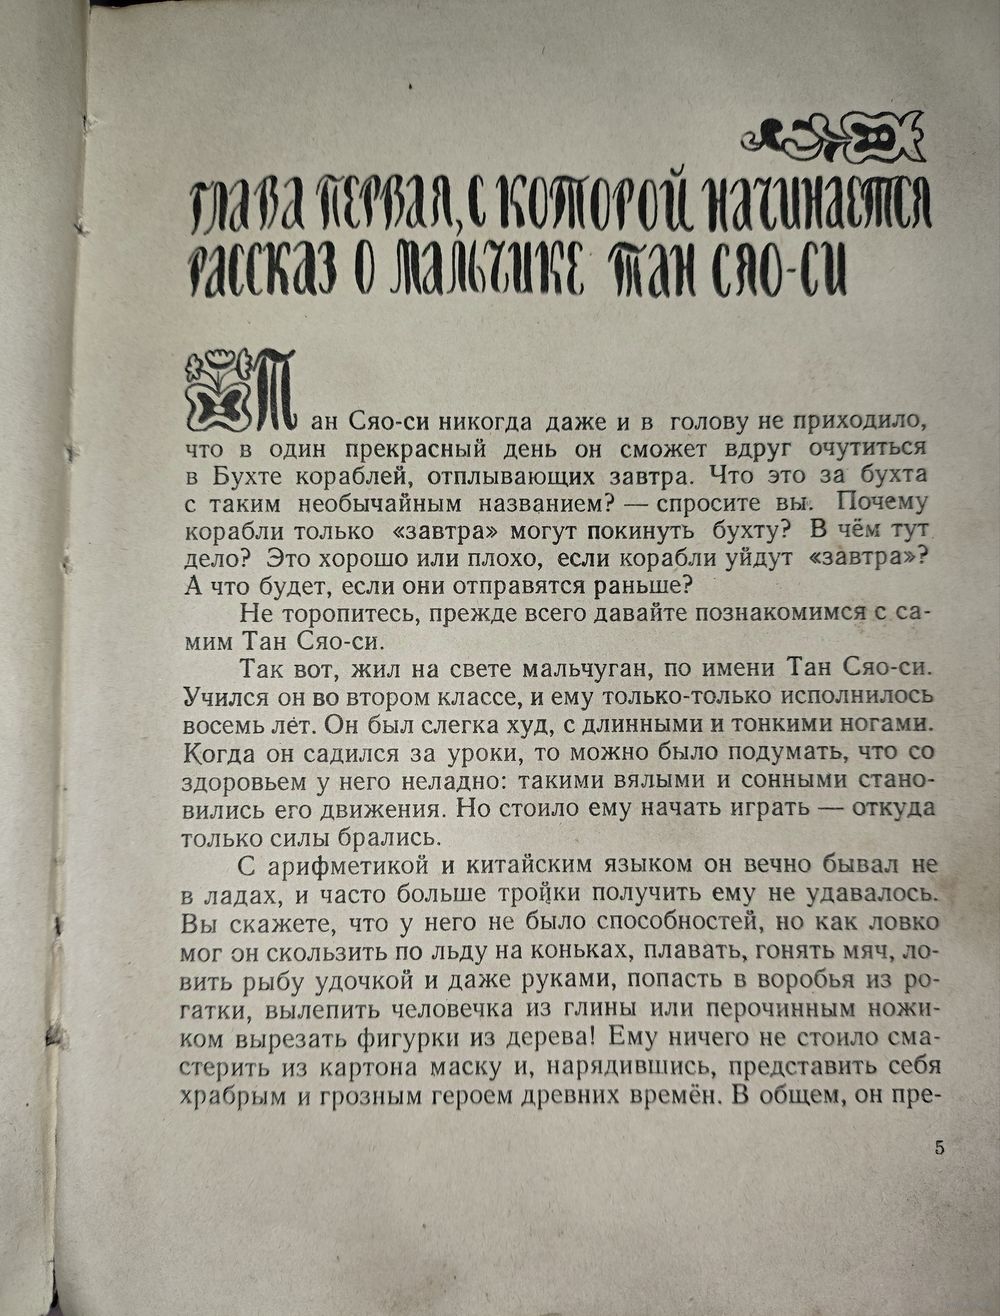 Глава первая, с которой начинается
рассказ о мальчике Тан Сяо-си
Тан Сяо-си никогда даже и в голову не приходило,
что в один прекрасный день он сможет вдруг очутиться
в Бухте кораблей, отплывающих завтра. Что это за бухта
с таким необычайным названием? — спросите вы. Почему
корабли только «завтра» могут покинуть бухту? В чём тут
дело? Это хорошо или плохо, если корабли уйдут «завтра»?
А что будет, если они отправятся раньше?
Не торопитесь, прежде всего давайте познакомимся с са-
мим Тан Сяо-си.
Так вот, жил на свете мальчуган, по имени Тан Сяо-си.
Учился он во втором классе, и ему только-только исполнилось
восемь лет. Он был слегка худ, с длинными и тонкими ногами.
Когда он садился за уроки, то можно было подумать, что со
здоровьем у него неладно: такими вялыми и сонными стано-
вились его движения. Но стоило ему начать играть — откуда
только силы брались.
С арифметикой и китайским языком он вечно бывал не
в ладах, и часто больше тройки получить ему не удавалось.
Вы скажете, что у него не было способностей, но как ловко
мог он скользить по льду на коньках, плавать, гонять мяч, ло-
вить рыбу удочкой и даже руками, попасть в воробья из ро-
гатки, вылепить человечка из глины или перочинным ножи-
ком вырезать фигурки из дерева! Ему ничего не стоило сма-
стерить из картона маску и, нарядившись, представить себя
храбрым и грозным героем древних времён. В общем, он пре-
5